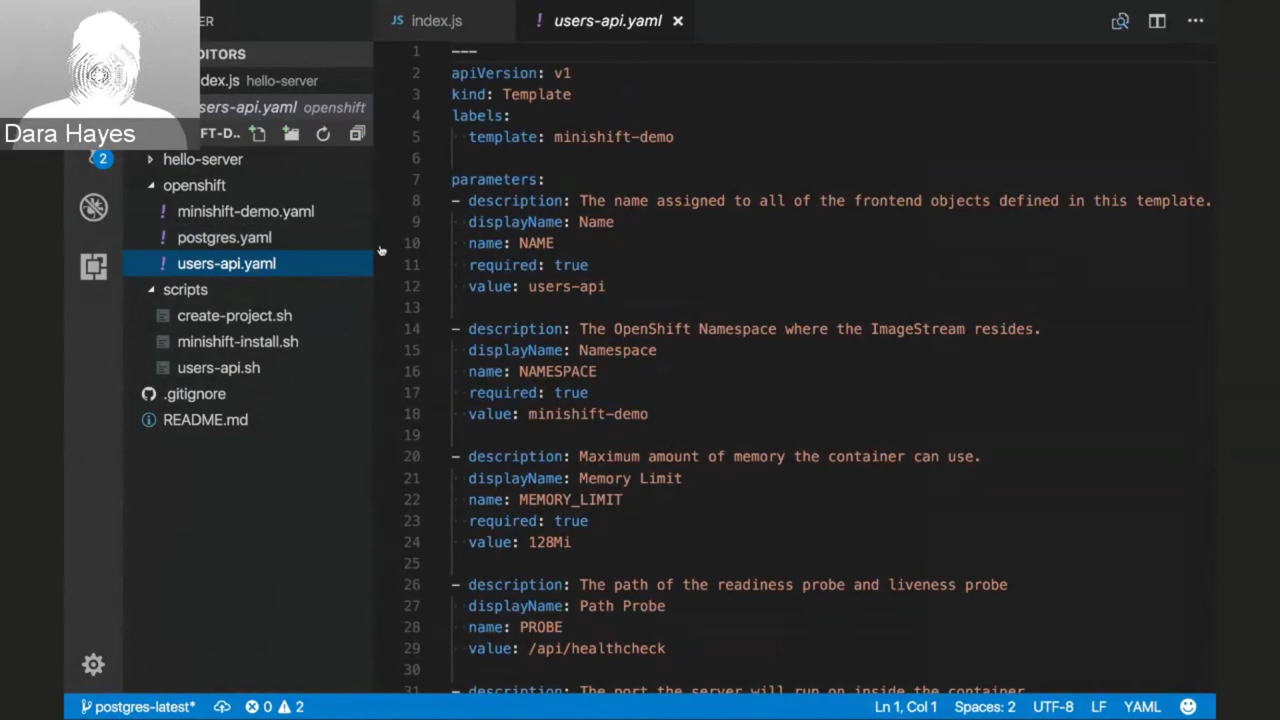 Dara Hayes
ER
DITORS
dex.js hello-server
sers-api.yaml openshift
FT-D..
2
hello-server
openshift
! minishift-demo.yaml
! postgres.yaml
! users-api.yaml
scripts
create-project.sh
minishift-install.sh
users-api.sh
.gitignore
README.md
JS index.js
! users-api.yaml ×
1 ---
2 apiVersion: v1
3 kind: Template
4 labels:
5 template: minishift-demo
6
7 parameters:
8 - description: The name assigned to all of the frontend objects defined in this template.
9 displayName: Name
10 name: NAME
11 required: true
12 value: users-api
13
14 - description: The OpenShift Namespace where the ImageStream resides.
15 displayName: Namespace
16 name: NAMESPACE
17 required: true
18 value: minishift-demo
19
20 - description: Maximum amount of memory the container can use.
21 displayName: Memory Limit
22 name: MEMORY_LIMIT
23 required: true
24 value: 128Mi
25
26 - description: The path of the readiness probe and liveness probe
27 displayName: Path Probe
28 name: PROBE
29 value: /api/healthcheck
30
31 - description: The port the server will run on inside the container
postgres-latest* 0 2 Ln 1, Col 1 Spaces: 2 UTF-8 LF YAML